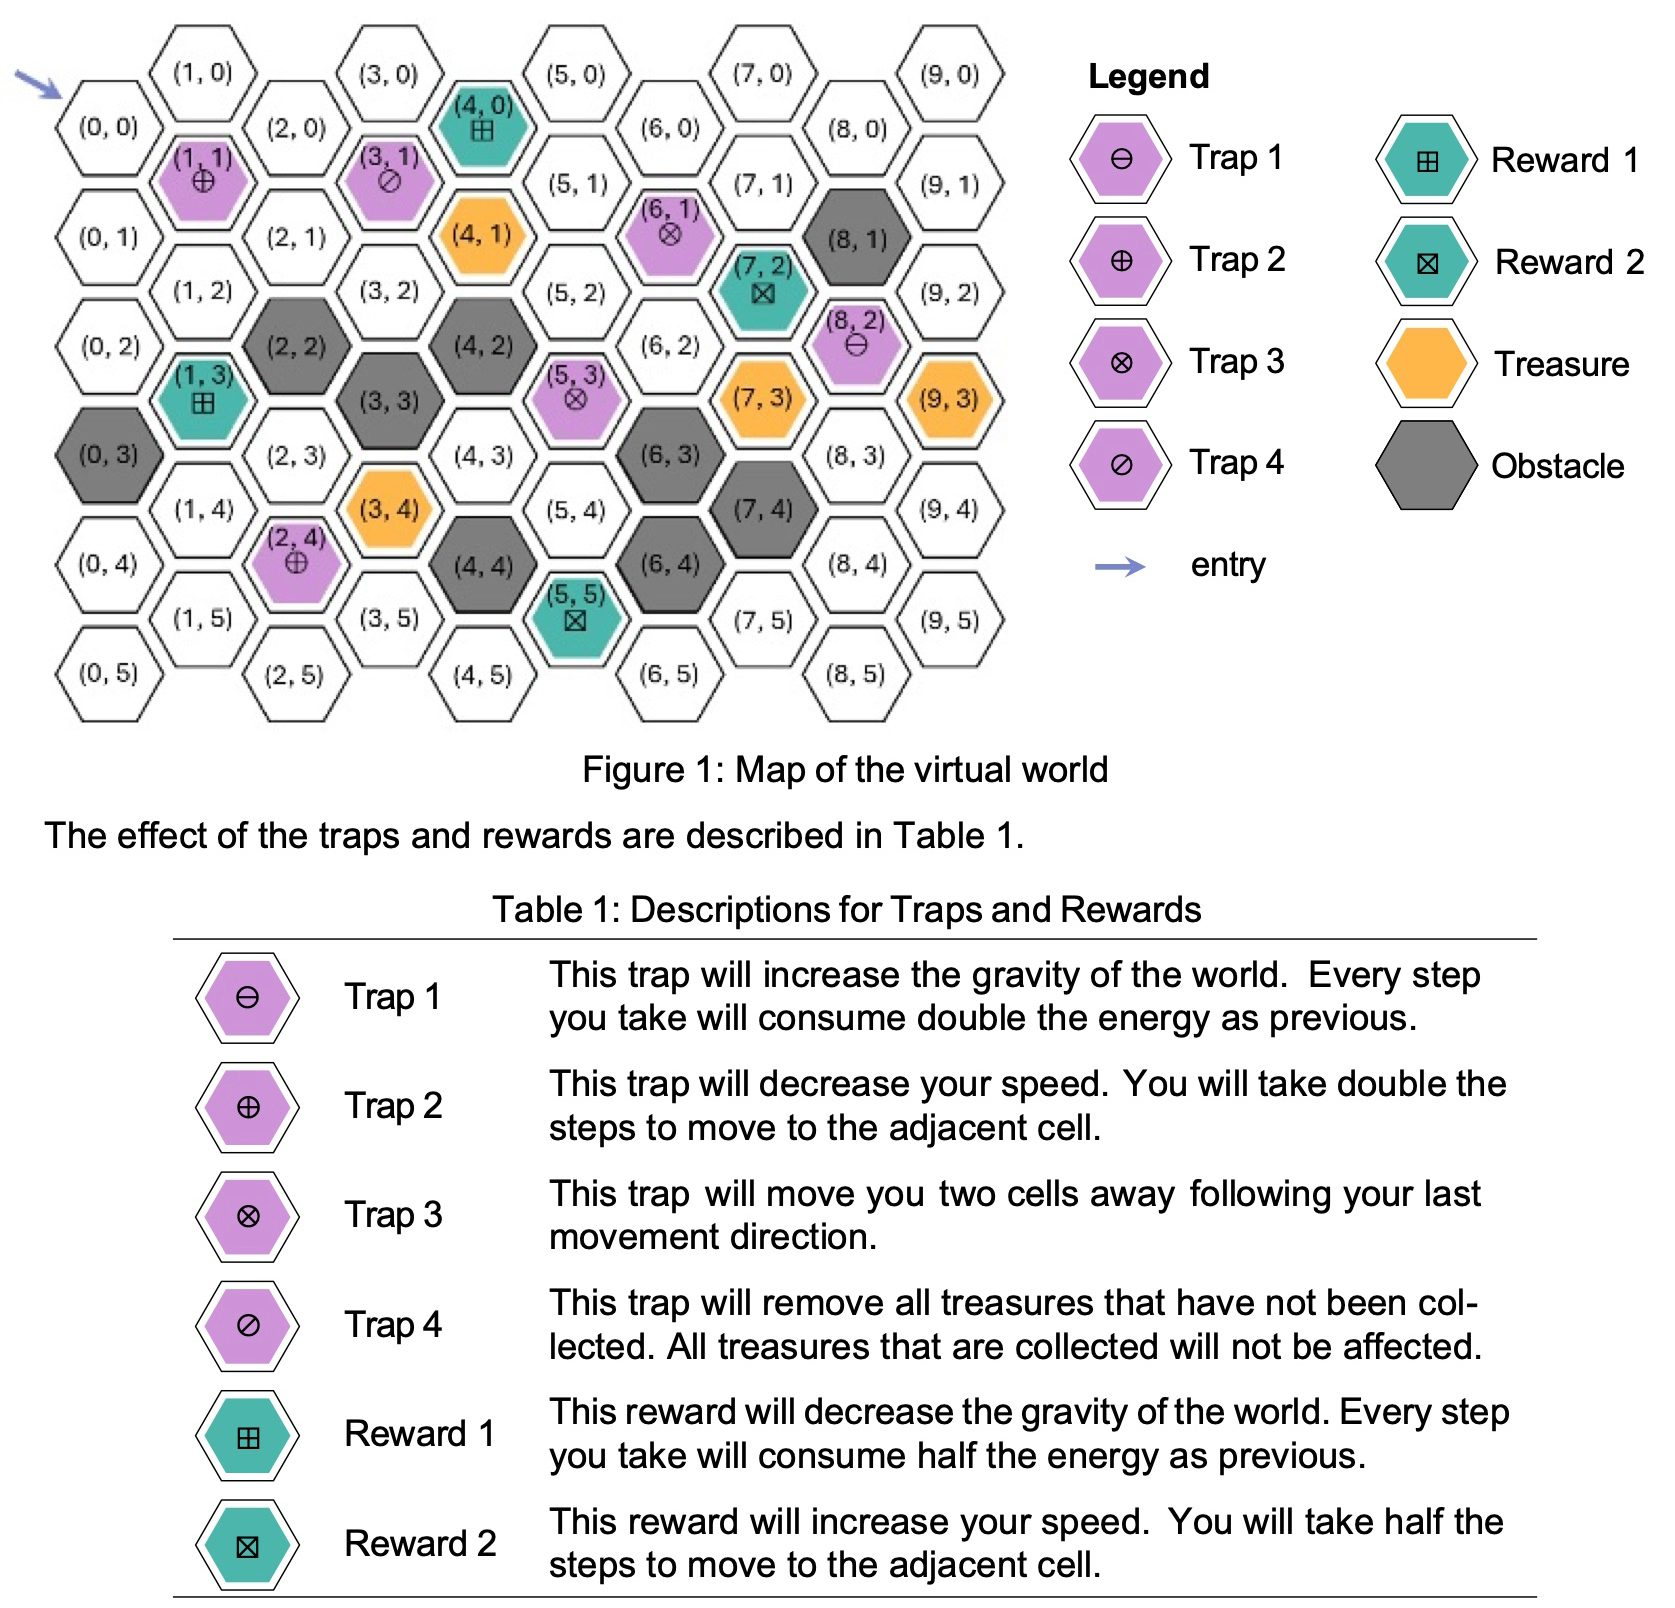 (1, 0) (3, 0) (5, 0) (7, 0) (9, 0)
(0, 0) (2, 0) (4, 0) (6, 0) (8, 0)
(1, 1) (3, 1) (5, 1) (7, 1) (9, 1)
(0, 1) (2, 1) (4, 1) (6, 1) (8, 1)
(1, 2) (3, 2) (5, 2) (7, 2) (9, 2)
(0, 2) (2, 2) (4, 2) (6, 2) (8, 2)
(1, 3) (3, 3) (5, 3) (7, 3) (9, 3)
(0, 3) (2, 3) (4, 3) (6, 3) (8, 3)
(1, 4) (3, 4) (5, 4) (7, 4) (9, 4)
(0, 4) (2, 4) (4, 4) (6, 4) (8, 4)
(1, 5) (3, 5) (5, 5) (7, 5) (9, 5)
(0, 5) (2, 5) (4, 5) (6, 5) (8, 5)
Legend
Trap 1
Reward 1
Trap 2
Reward 2
Trap 3
Treasure
Trap 4
Obstacle
entry
Figure 1: Map of the virtual world
The effect of the traps and rewards are described in Table 1.
Table 1: Descriptions for Traps and Rewards
Trap 1 This trap will increase the gravity of the world. Every step
you take will consume double the energy as previous.
Trap 2 This trap will decrease your speed. You will take double the
steps to move to the adjacent cell.
Trap 3 This trap will move you two cells away following your last
movement direction.
Trap 4 This trap will remove all treasures that have not been col-
lected. All treasures that are collected will not be affected.
Reward 1 This reward will decrease the gravity of the world. Every step
you take will consume half the energy as previous.
Reward 2 This reward will increase your speed. You will take half the
steps to move to the adjacent cell.